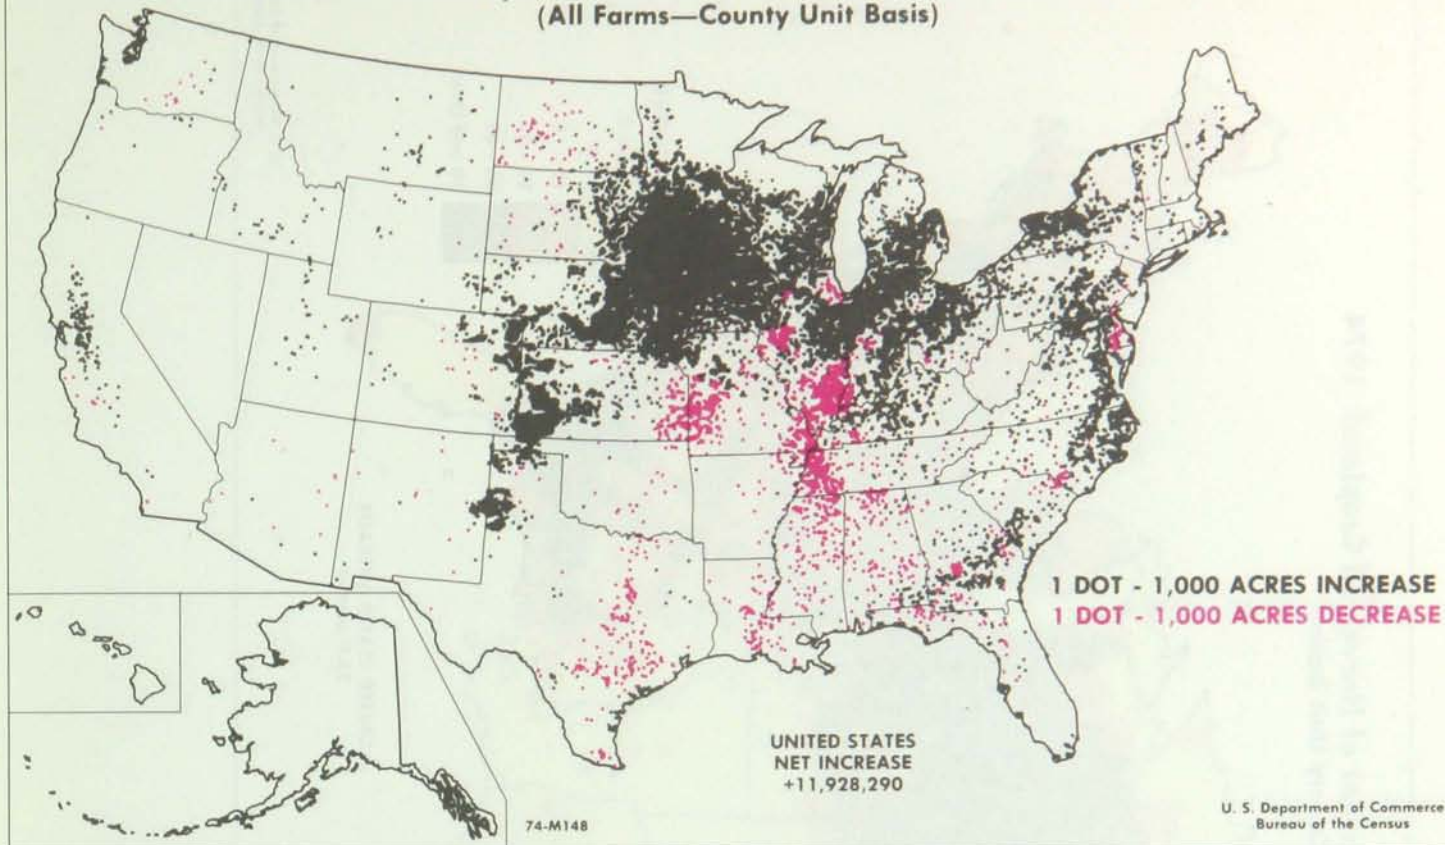 (All Farms—County Unit Basis)
1 DOT - 1,000 ACRES INCREASE
1 DOT - 1,000 ACRES DECREASE
UNITED STATES
NET INCREASE
+11,928,290
74-M148
U. S. Department of Commerce
Bureau of the Census